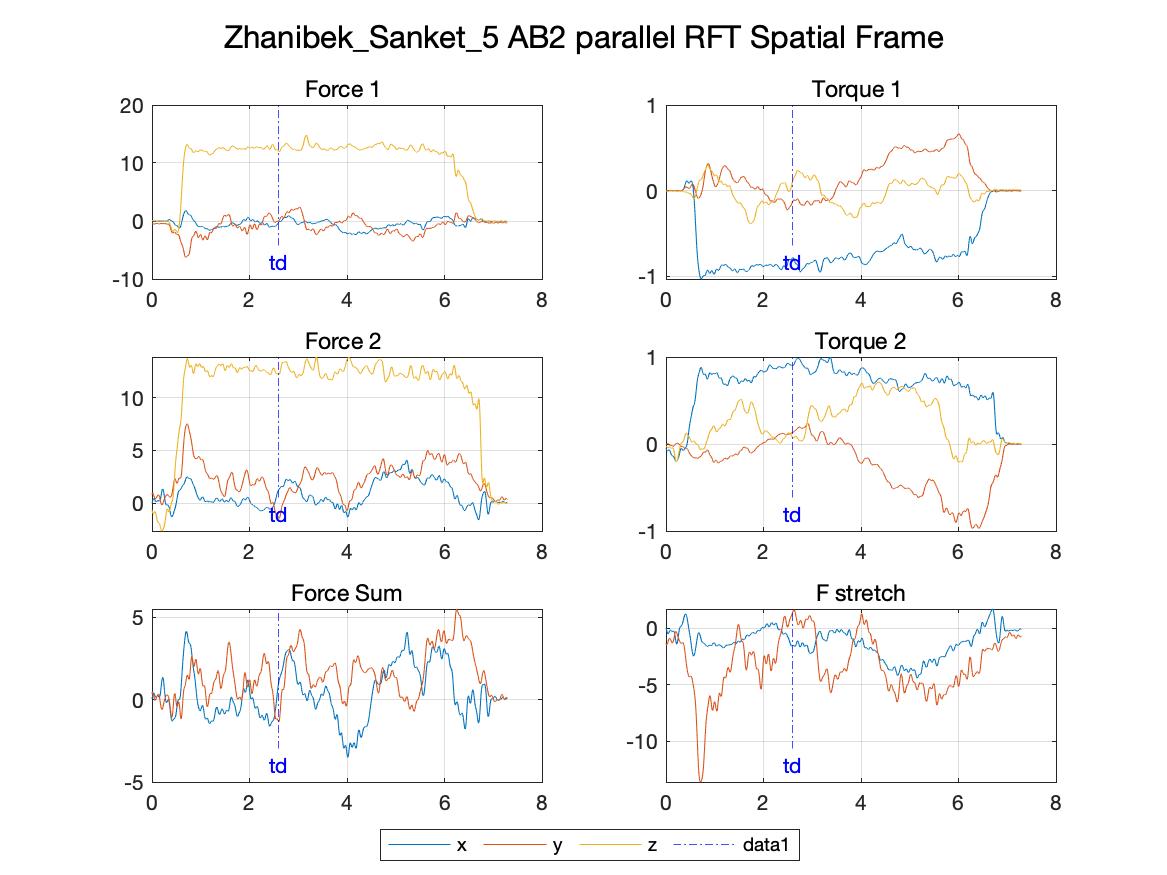 Zhanibek_Sanket_5 AB2 parallel RFT Spatial Frame
Force 1
20
10
0
-10
td
0 2 4 6 8
Torque 1
1
0
-1
td
0 2 4 6 8
Force 2
10
5
0
td
0 2 4 6 8
Torque 2
1
0
-1
td
0 2 4 6 8
Force Sum
5
0
-5
td
0 2 4 6 8
F stretch
0
-5
-10
td
0 2 4 6 8
x y z data1